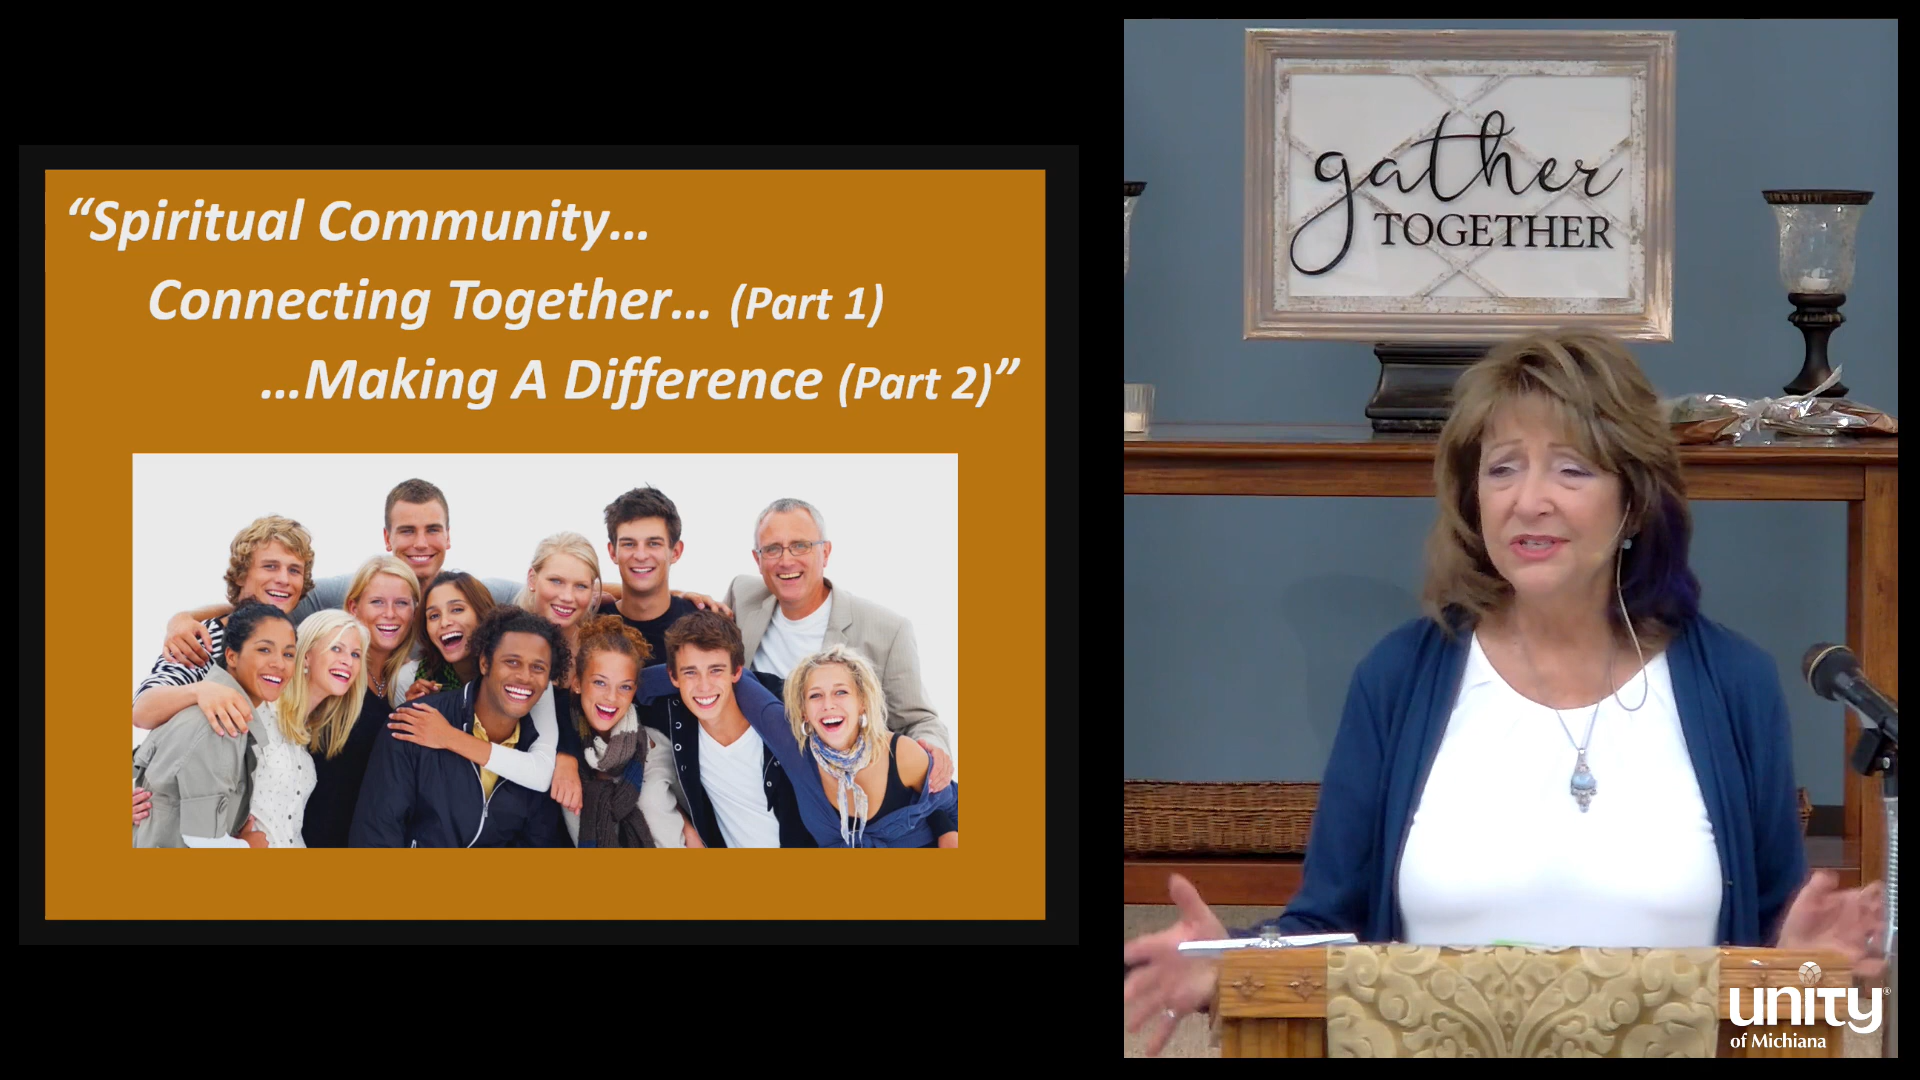 “Spiritual Community...
Connecting Together... (Part 1)
...Making A Difference (Part 2)”
gather
TOGETHER
unity®
of Michiana